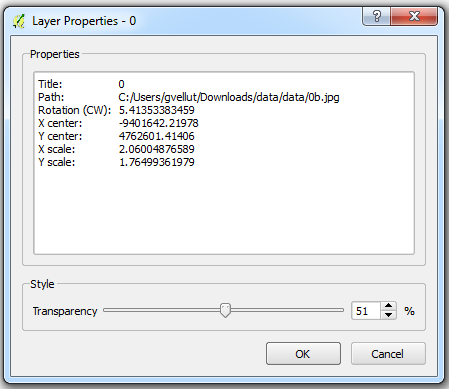 Layer Properties - 0
Properties
Title: 0
Path: C:/Users/gvellut/Downloads/data/data/0b.jpg
Rotation (CW): 5.41353383459
X center: -9401642.21978
Y center: 4762601.41406
X scale: 2.06004876589
Y scale: 1.76499361979
Style
Transparency 51 %
OK Cancel